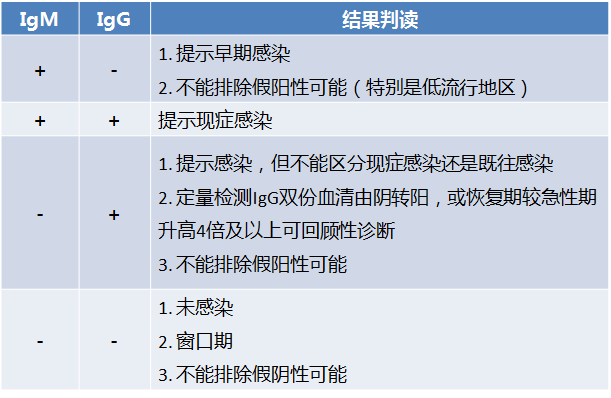 IgM IgG 结果判读
+ - 1. 提示早期感染
2. 不能排除假阳性可能（特别是低流行地区）
+ + 提示现症感染
- + 1. 提示感染，但不能区分现症感染还是既往感染
2. 定量检测IgG双份血清由阴转阳，或恢复期较急性期
升高4倍及以上可回顾性诊断
3. 不能排除假阳性可能
- - 1. 未感染
2. 窗口期
3. 不能排除假阴性可能